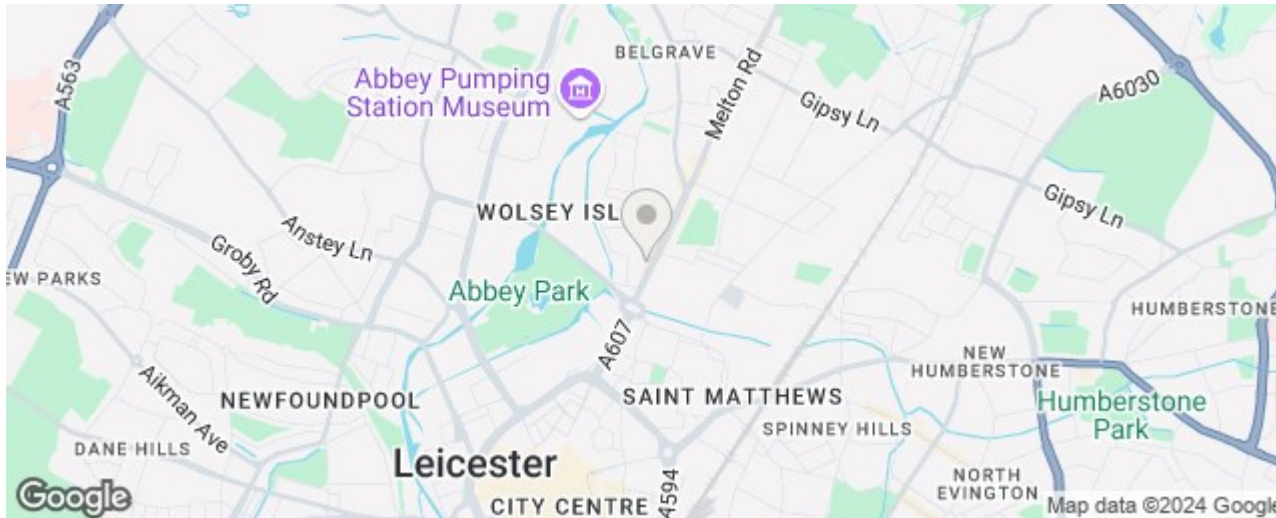 BELGRAVE
A563
Abbey Pumping
Station Museum
Melton Rd
Gipsy Ln
A6030
WOLSEY ISL
Gipsy Ln
Anstey Ln
Groby Rd
EW PARKS
Abbey Park
HUMBERSTONE
A607
NEW
HUMBERSTONE
Aikman Ave
NEWFOUNDPOOL
SAINT MATTHEWS
Humberstone
Park
SPINNEY HILLS
DANE HILLS
Leicester
A594
NORTH
EVINGTON
CITY CENTRE
Google
Map data ©2024 Google